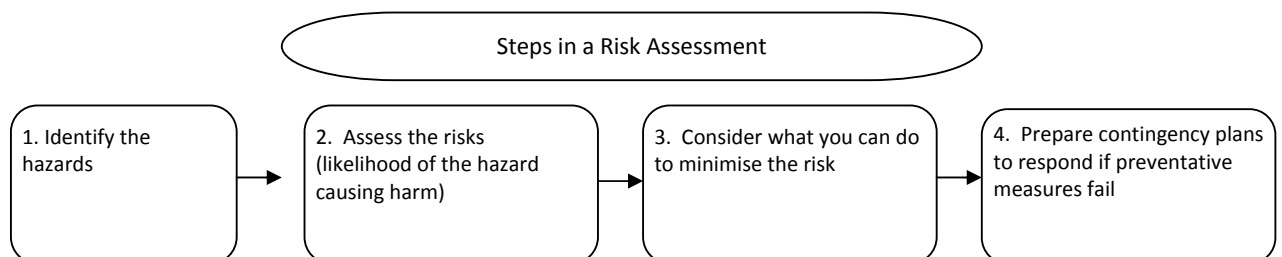 Steps in a Risk Assessment
1. Identify the
hazards
2. Assess the risks
(likelihood of the hazard
causing harm)
3. Consider what you can do
to minimise the risk
4. Prepare contingency plans
to respond if preventative
measures fail